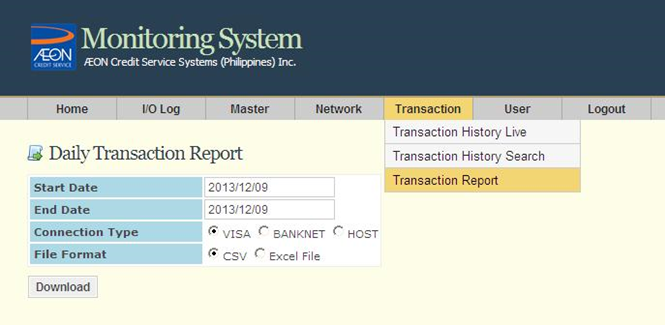 Monitoring System
ÆON
CREDIT SERVICE
ÆON Credit Service Systems (Philippines) Inc.
Home I/O Log Master Network Transaction User Logout
Transaction History Live
Transaction History Search
Transaction Report
Daily Transaction Report
Start Date 2013/12/09
End Date 2013/12/09
Connection Type VISA BANKNET HOST
File Format CSV Excel File
Download